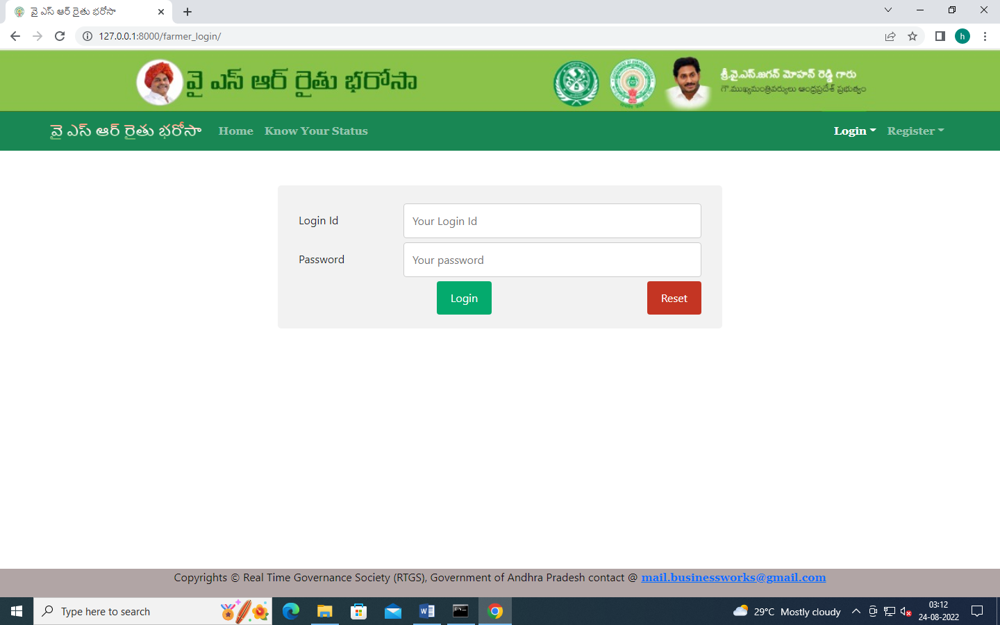 వై ఎస్ ఆర్ రైతు భరోసా
127.0.0.1:8000/farmer_login/
h
వై ఎస్ ఆర్ రైతు భరోసా
శ్రీ.వై.ఎస్.జగన్ మోహన్ రెడ్డి గారు
గౌ.ముఖ్యమంత్రివర్యులు ఆంధ్రప్రదేశ్ ప్రభుత్వం
వై ఎస్ ఆర్ రైతు భరోసా Home Know Your Status Login Register
Login Id Your Login Id
Password Your password
Login Reset
Copyrights © Real Time Governance Society (RTGS), Government of Andhra Pradesh contact @ mail.businessworks@gmail.com
Type here to search
29°C Mostly cloudy
03:12
24-08-2022